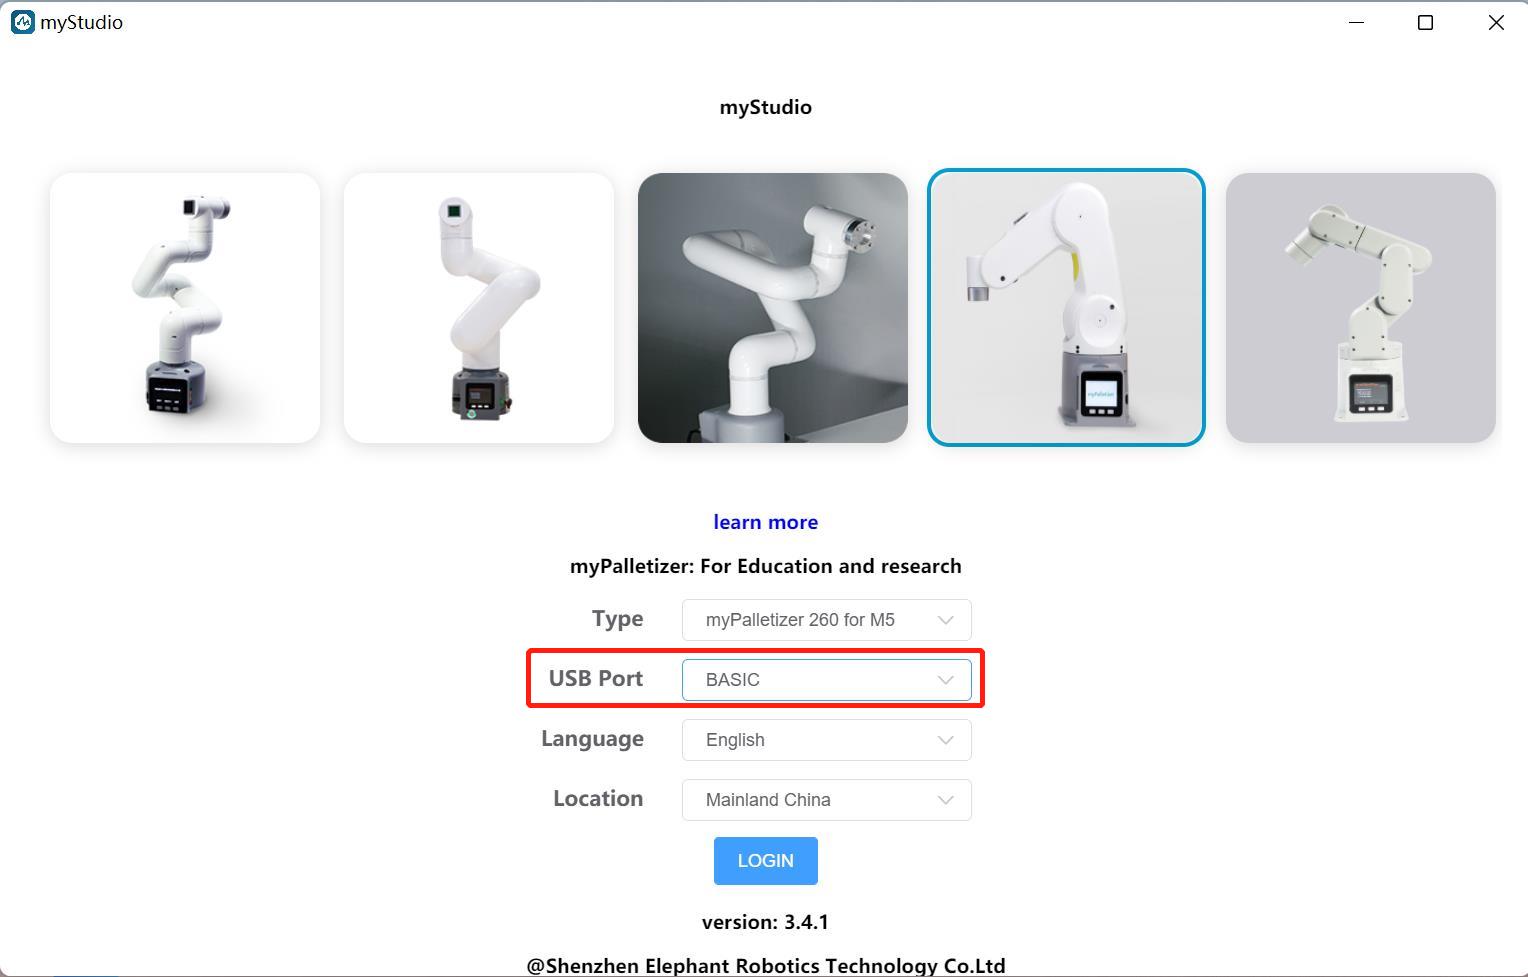 myStudio
myStudio
myPalletizer
learn more
myPalletizer: For Education and research
Type myPalletizer 260 for M5
USB Port BASIC
Language English
Location Mainland China
LOGIN
version: 3.4.1
@Shenzhen Elephant Robotics Technology Co.Ltd